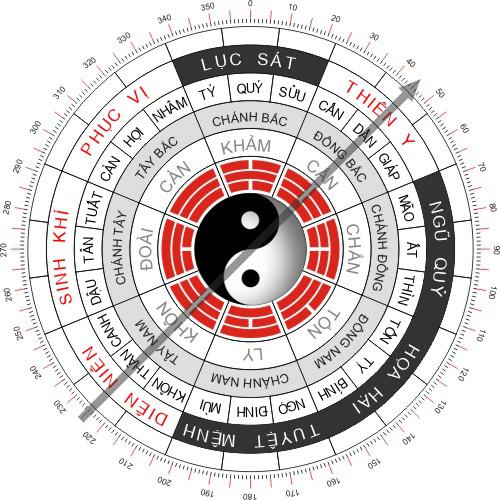 0
10
20
30
40
50
60
70
80
90
100
110
120
130
140
150
160
170
180
190
200
210
220
230
240
250
260
270
280
290
300
310
320
330
340
350
LỤC SÁT
THIÊN Y
NGŨ QUỶ
HỌA HẠI
TUYỆT MỆNH
DIÊN NIÊN
SINH KHÍ
PHỤC VỊ
TÝ
QUÝ
SỬU
CẤN
DẦN
GIÁP
MÃO
ẤT
THÌN
TỐN
TỴ
BÍNH
NGỌ
ĐINH
MÙI
KHÔN
THÂN
CANH
DẬU
TÂN
TUẤT
CÀN
HỢI
NHÂM
CHÁNH BẮC
ĐÔNG BẮC
CHÁNH ĐÔNG
ĐÔNG NAM
CHÁNH NAM
TÂY NAM
CHÁNH TÂY
TÂY BẮC
KHẢM
CẤN
CHẤN
TỐN
LY
KHÔN
ĐOÀI
CÀN